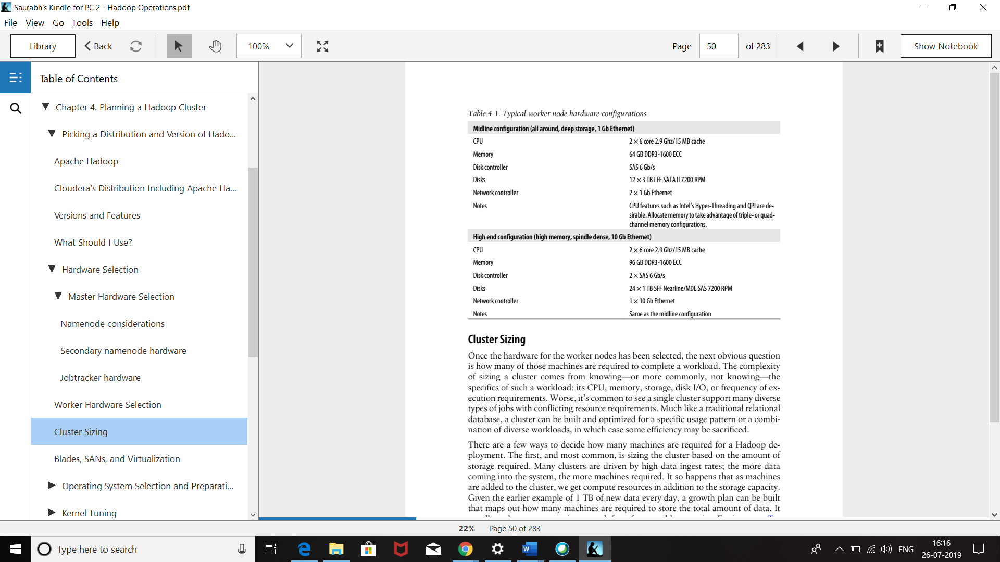 Saurabh's Kindle for PC 2 - Hadoop Operations.pdf
File View Go Tools Help
Library
Back
100%
Page 50 of 283
Show Notebook
Table of Contents
Chapter 4. Planning a Hadoop Cluster
Picking a Distribution and Version of Hado...
Apache Hadoop
Cloudera's Distribution Including Apache Ha...
Versions and Features
What Should I Use?
Hardware Selection
Master Hardware Selection
Namenode considerations
Secondary namenode hardware
Jobtracker hardware
Worker Hardware Selection
Cluster Sizing
Blades, SANs, and Virtualization
Operating System Selection and Preparati...
Kernel Tuning
Table 4-1. Typical worker node hardware configurations
Midline configuration (all around, deep storage, 1 Gb Ethernet)
CPU 2 × 6 core 2.9 Ghz/15 MB cache
Memory 64 GB DDR3-1600 ECC
Disk controller SAS 6 Gb/s
Disks 12 × 3 TB LFF SATA II 7200 RPM
Network controller 2 × 1 Gb Ethernet
Notes CPU features such as Intel's Hyper-Threading and QPI are de-
sirable. Allocate memory to take advantage of triple- or quad-
channel memory configurations.
High end configuration (high memory, spindle dense, 10 Gb Ethernet)
CPU 2 × 6 core 2.9 Ghz/15 MB cache
Memory 96 GB DDR3-1600 ECC
Disk controller 2 × SAS 6 Gb/s
Disks 24 × 1 TB SFF Nearline/MDL SAS 7200 RPM
Network controller 1 × 10 Gb Ethernet
Notes Same as the midline configuration
Cluster Sizing
Once the hardware for the worker nodes has been selected, the next obvious question
is how many of those machines are required to complete a workload. The complexity
of sizing a cluster comes from knowing—or more commonly, not knowing—the
specifics of such a workload: its CPU, memory, storage, disk I/O, or frequency of ex-
ecution requirements. Worse, it's common to see a single cluster support many diverse
types of jobs with conflicting resource requirements. Much like a traditional relational
database, a cluster can be built and optimized for a specific usage pattern or a combi-
nation of diverse workloads, in which case some efficiency may be sacrificed.
There are a few ways to decide how many machines are required for a Hadoop de-
ployment. The first, and most common, is sizing the cluster based on the amount of
storage required. Many clusters are driven by high data ingest rates; the more data
coming into the system, the more machines required. It so happens that as machines
are added to the cluster, we get compute resources in addition to the storage capacity.
Given the earlier example of 1 TB of new data every day, a growth plan can be built
that maps out how many machines are required to store the total amount of data. It
22% Page 50 of 283
Type here to search
ENG
16:16
26-07-2019